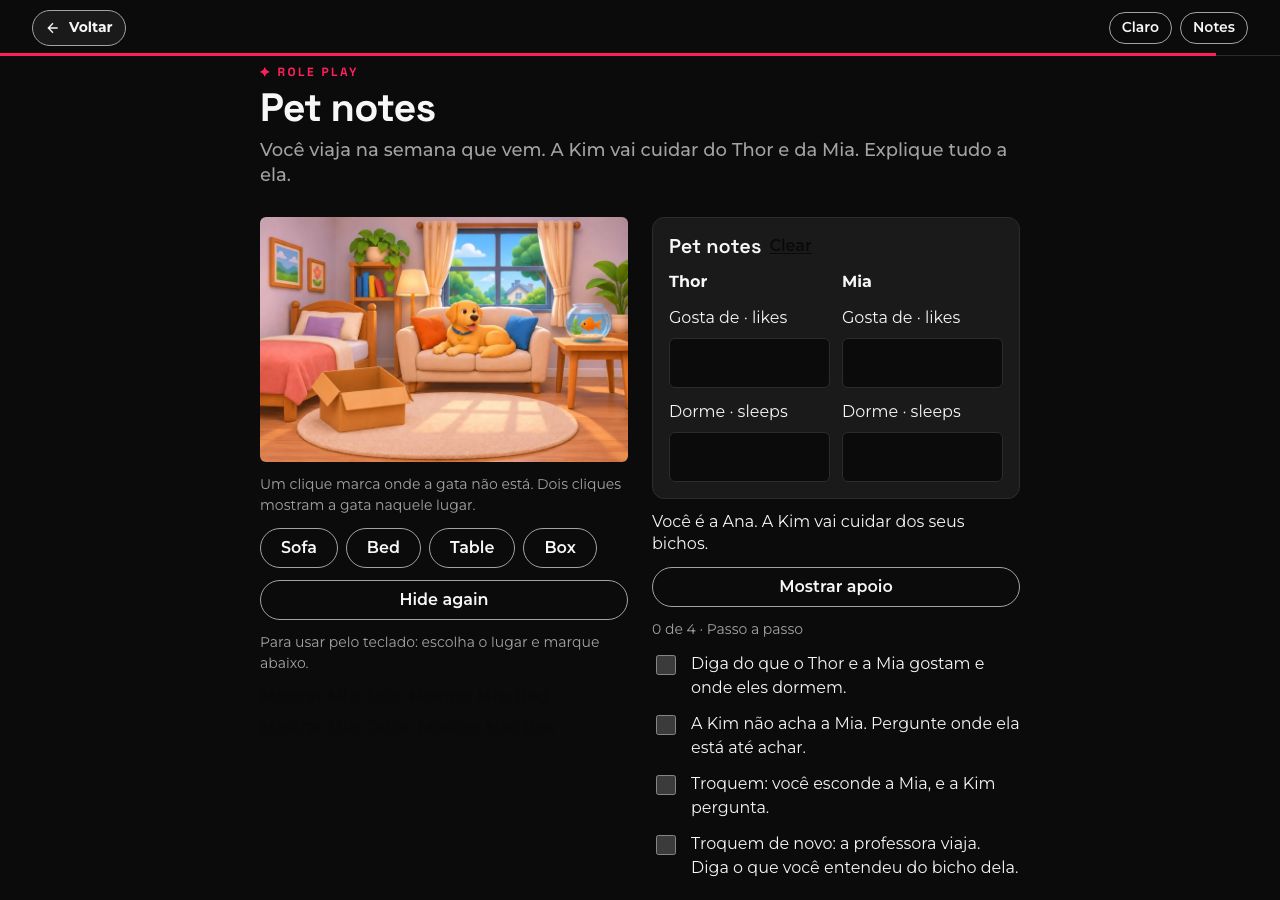 ← Voltar
Claro
Notes
✦ ROLE PLAY
Pet notes
Você viaja na semana que vem. A Kim vai cuidar do Thor e da Mia. Explique tudo a
ela.
Um clique marca onde a gata não está. Dois cliques
mostram a gata naquele lugar.
Sofa
Bed
Table
Box
Hide again
Para usar pelo teclado: escolha o lugar e marque
abaixo.
Pet notes
Clear
Thor
Mia
Gosta de · likes
Gosta de · likes
Dorme · sleeps
Dorme · sleeps
Você é a Ana. A Kim vai cuidar dos seus
bichos.
Mostrar apoio
0 de 4 · Passo a passo
Diga do que o Thor e a Mia gostam e
onde eles dormem.
A Kim não acha a Mia. Pergunte onde ela
está até achar.
Troquem: você esconde a Mia, e a Kim
pergunta.
Troquem de novo: a professora viaja.
Diga o que você entendeu do bicho dela.